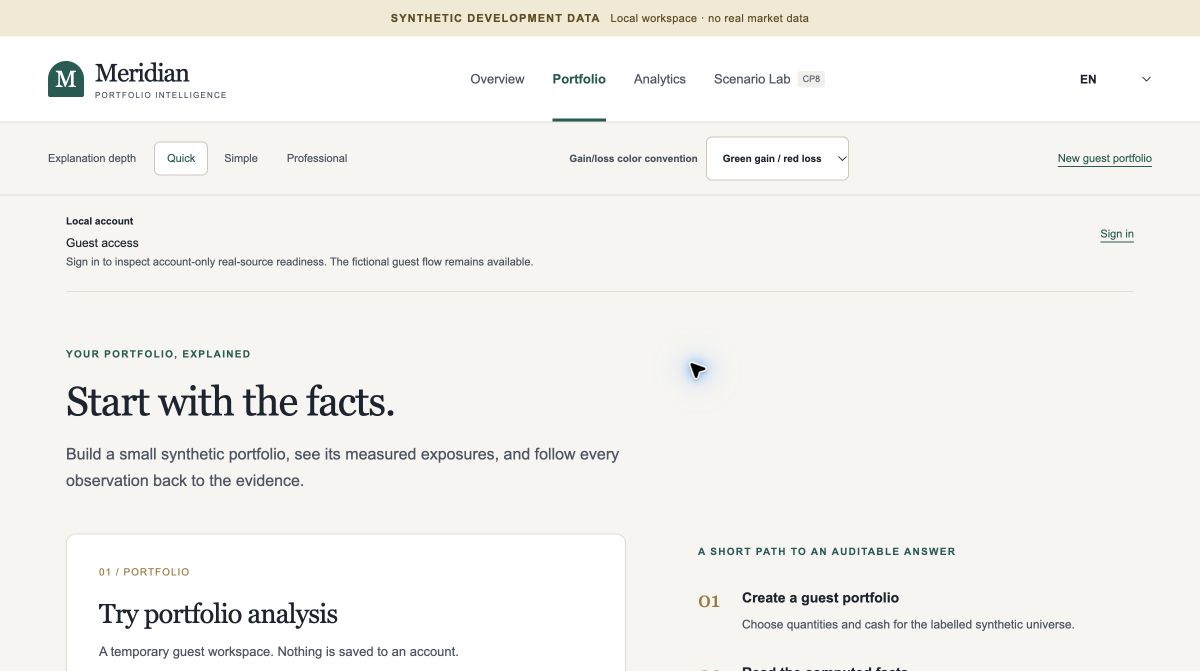 SYNTHETIC DEVELOPMENT DATA Local workspace · no real market data
M Meridian
PORTFOLIO INTELLIGENCE
Overview Portfolio Analytics Scenario Lab CP8
EN
Explanation depth Quick Simple Professional
Gain/loss color convention Green gain / red loss
New guest portfolio
Local account
Guest access
Sign in to inspect account-only real-source readiness. The fictional guest flow remains available.
Sign in
YOUR PORTFOLIO, EXPLAINED
Start with the facts.
Build a small synthetic portfolio, see its measured exposures, and follow every
observation back to the evidence.
01 / PORTFOLIO
Try portfolio analysis
A temporary guest workspace. Nothing is saved to an account.
A SHORT PATH TO AN AUDITABLE ANSWER
01 Create a guest portfolio
Choose quantities and cash for the labelled synthetic universe.